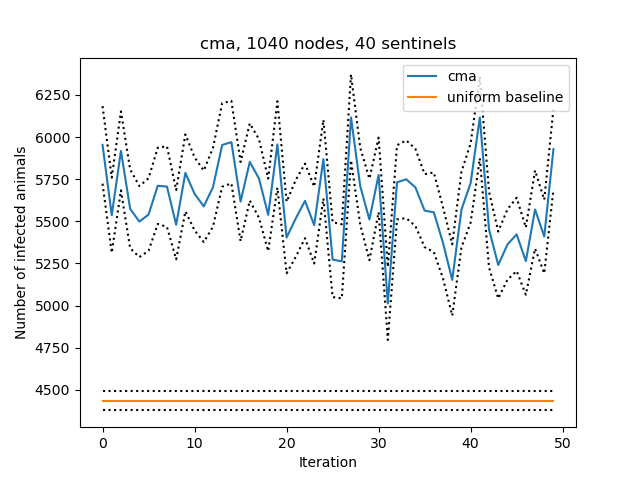 cma, 1040 nodes, 40 sentinels
cma
uniform baseline
Number of infected animals
6250
6000
5750
5500
5250
5000
4750
4500
0 10 20 30 40 50
Iteration